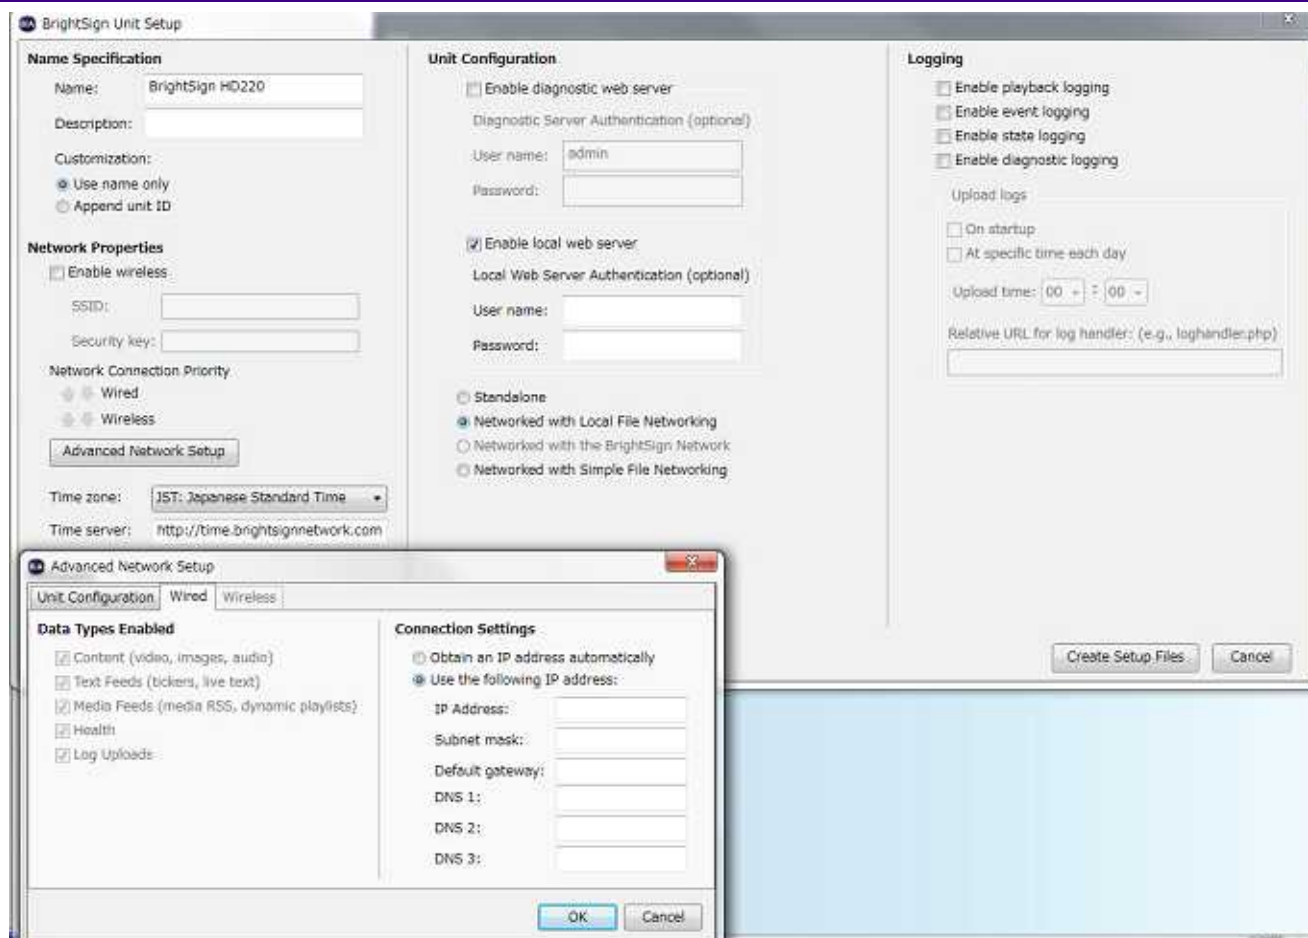 BrightSign Unit Setup
Name Specification
Name: BrightSign HD220
Description:
Customization:
Use name only
Append unit ID
Network Properties
Enable wireless
SSID:
Security key:
Network Connection Priority
Wired
Wireless
Advanced Network Setup
Time zone: JST: Japanese Standard Time
Time server: http://time.brightsignnetwork.com
Unit Configuration
Enable diagnostic web server
Diagnostic Server Authentication (optional)
User name: admin
Password:
Enable local web server
Local Web Server Authentication (optional)
User name:
Password:
Standalone
Networked with Local File Networking
Networked with the BrightSign Network
Networked with Simple File Networking
Logging
Enable playback logging
Enable event logging
Enable state logging
Enable diagnostic logging
Upload logs
On startup
At specific time each day
Upload time: 00 : 00
Relative URL for log handler: (e.g., loghandler.php)
Create Setup Files Cancel
Advanced Network Setup
Unit Configuration Wired Wireless
Data Types Enabled
Content (video, images, audio)
Text Feeds (tickers, live text)
Media Feeds (media RSS, dynamic playlists)
Health
Log Uploads
Connection Settings
Obtain an IP address automatically
Use the following IP address:
IP Address:
Subnet mask:
Default gateway:
DNS 1:
DNS 2:
DNS 3:
OK Cancel